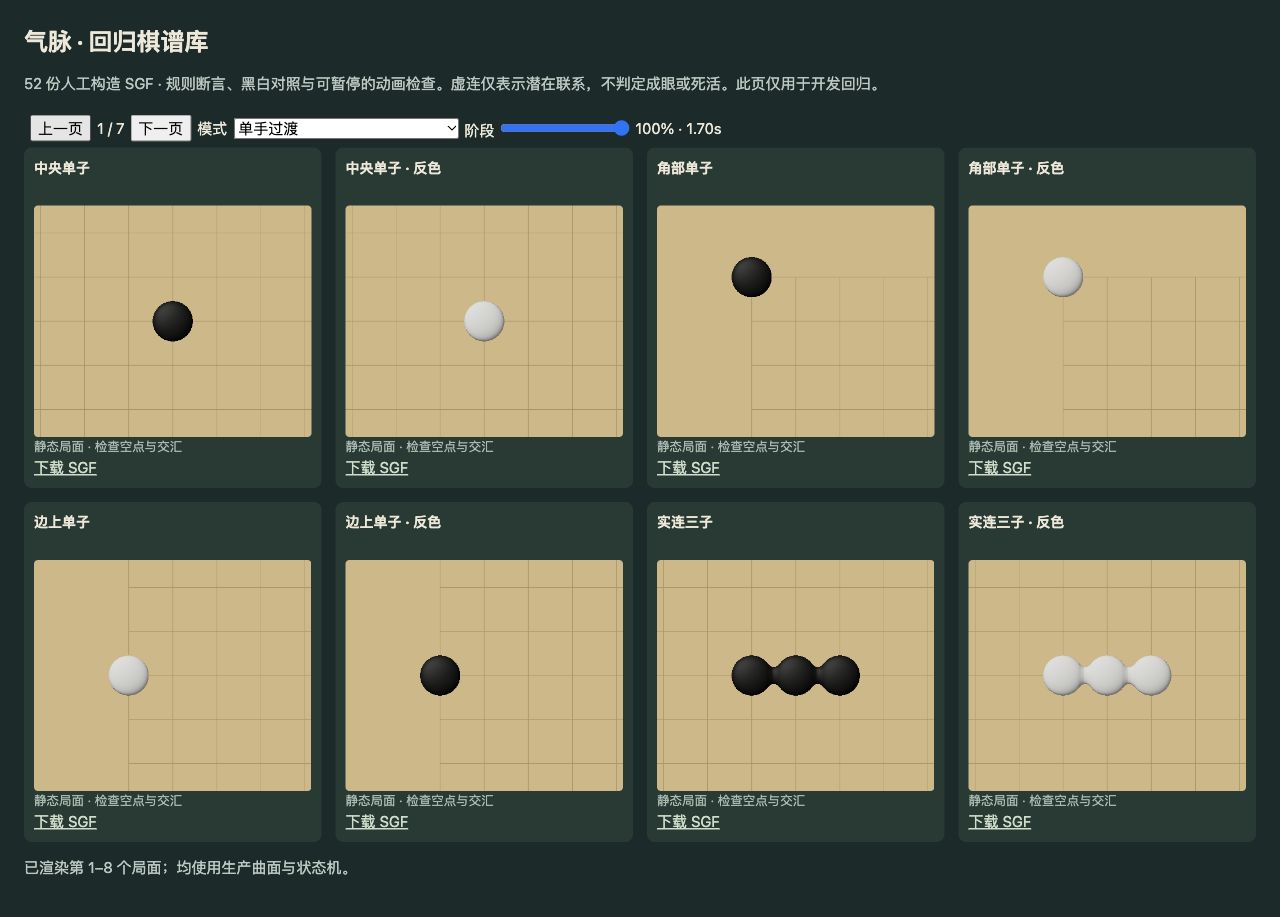 气脉 · 回归棋谱库
52 份人工构造 SGF · 规则断言、黑白对照与可暂停的动画检查。虚连仅表示潜在联系，不判定成眼或死活。此页仅用于开发回归。
上一页 1 / 7 下一页 模式 单手过渡 阶段 100% · 1.70s
中央单子
中央单子 · 反色
角部单子
角部单子 · 反色
静态局面 · 检查空点与交汇
静态局面 · 检查空点与交汇
静态局面 · 检查空点与交汇
静态局面 · 检查空点与交汇
下载 SGF
下载 SGF
下载 SGF
下载 SGF
边上单子
边上单子 · 反色
实连三子
实连三子 · 反色
静态局面 · 检查空点与交汇
静态局面 · 检查空点与交汇
静态局面 · 检查空点与交汇
静态局面 · 检查空点与交汇
下载 SGF
下载 SGF
下载 SGF
下载 SGF
已渲染第 1–8 个局面；均使用生产曲面与状态机。